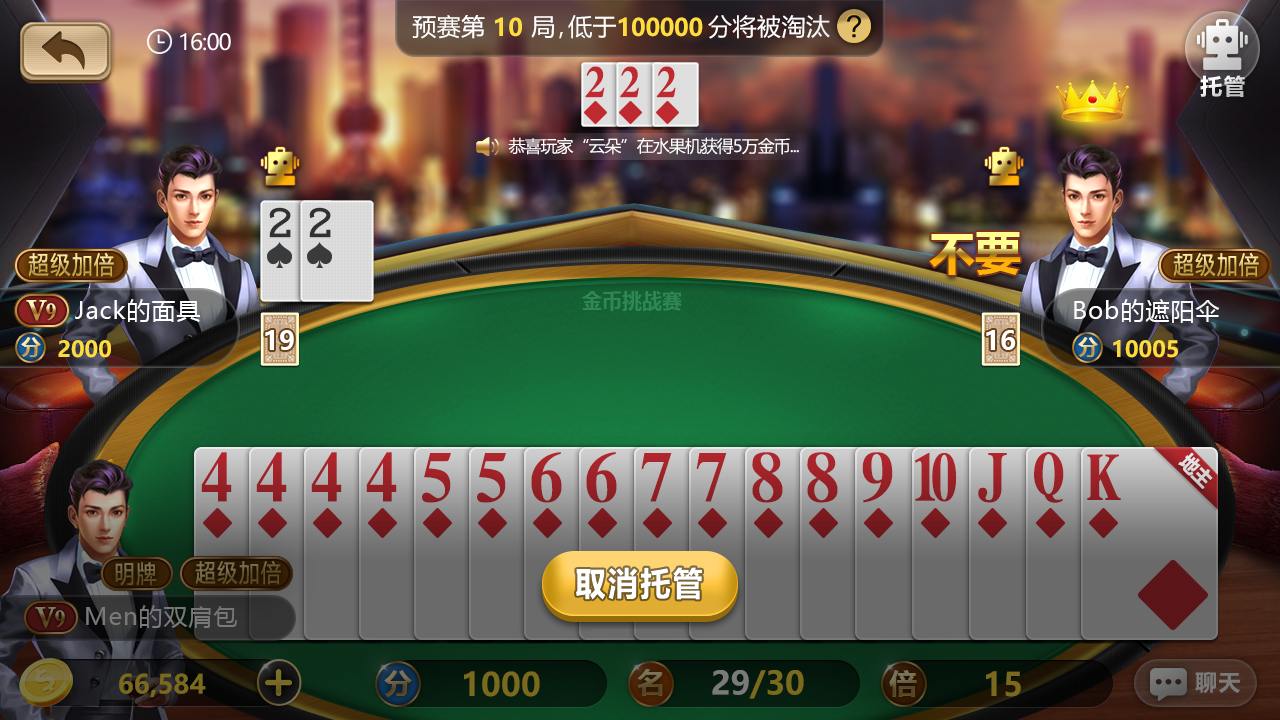 预赛第 10 局,低于100000分将被淘汰 ?
16:00
托管
2 2 2
恭喜玩家“云朵”在水果机获得5万金币...
2 2
不要
超级加倍
超级加倍
金币挑战赛
V9 Jack的面具
Bob的遮阳伞
分 2000
19
16
分 10005
4 4 4 4 5 5 6 6 7 7 8 8 9 10 J Q K
地主
明牌 超级加倍
取消托管
V9 Men的双肩包
66,584 +
分 1000
名 29/30
倍 15
聊天